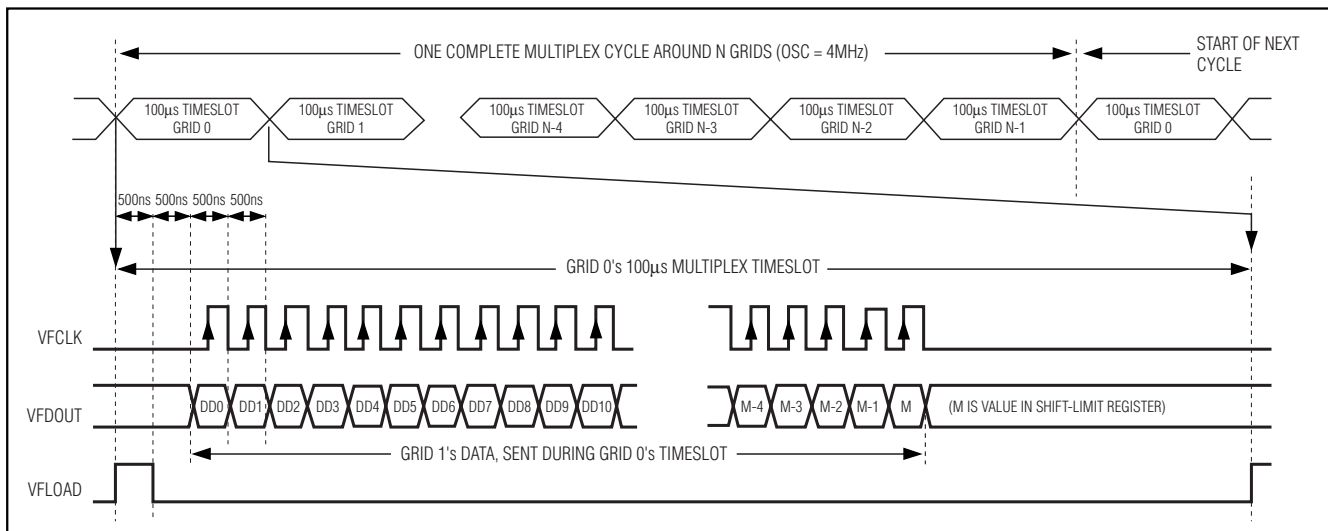 ONE COMPLETE MULTIPLEX CYCLE AROUND N GRIDS (OSC = 4MHz)
START OF NEXT
CYCLE
100µs TIMESLOT
GRID 0
100µs TIMESLOT
GRID 1
100µs TIMESLOT
GRID N-4
100µs TIMESLOT
GRID N-3
100µs TIMESLOT
GRID N-2
100µs TIMESLOT
GRID N-1
100µs TIMESLOT
GRID 0
500ns 500ns 500ns 500ns
GRID 0's 100µs MULTIPLEX TIMESLOT
VFCLK
VFDOUT
DD0 DD1 DD2 DD3 DD4 DD5 DD6 DD7 DD8 DD9 DD10
M-4 M-3 M-2 M-1 M
(M IS VALUE IN SHIFT-LIMIT REGISTER)
GRID 1's DATA, SENT DURING GRID 0's TIMESLOT
VFLOAD